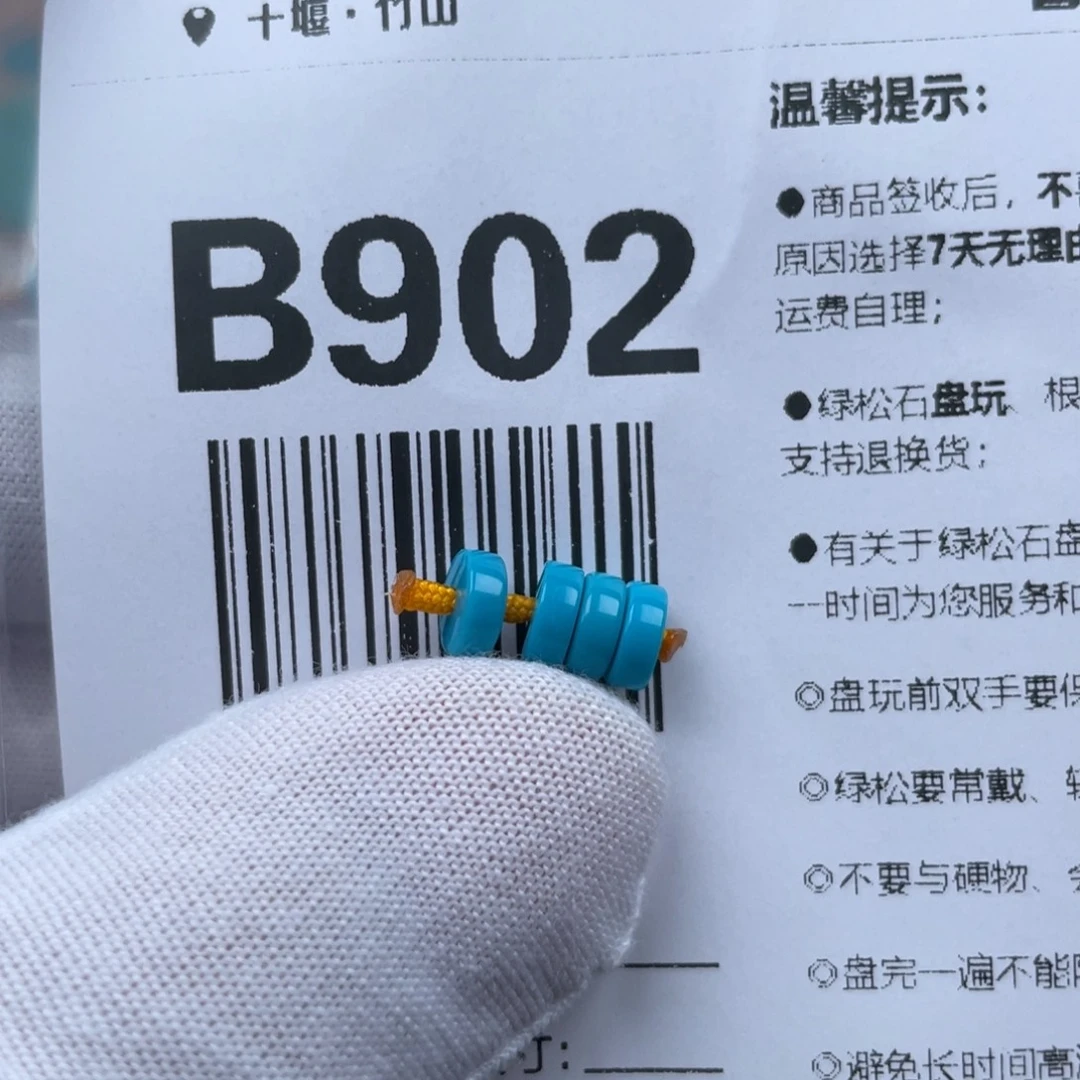 十堰·竹山
B902
温馨提示：
●商品签收后，不
原因选择7天无理由
运费自理；
●绿松石盘玩、根
支持退换货；
●有关于绿松石盘
一时间为您服务和
◎盘玩前双手要保
◎绿松要常戴、
◎不要与硬物、
◎盘完一遍不能
◎避免长时间高温
寸：